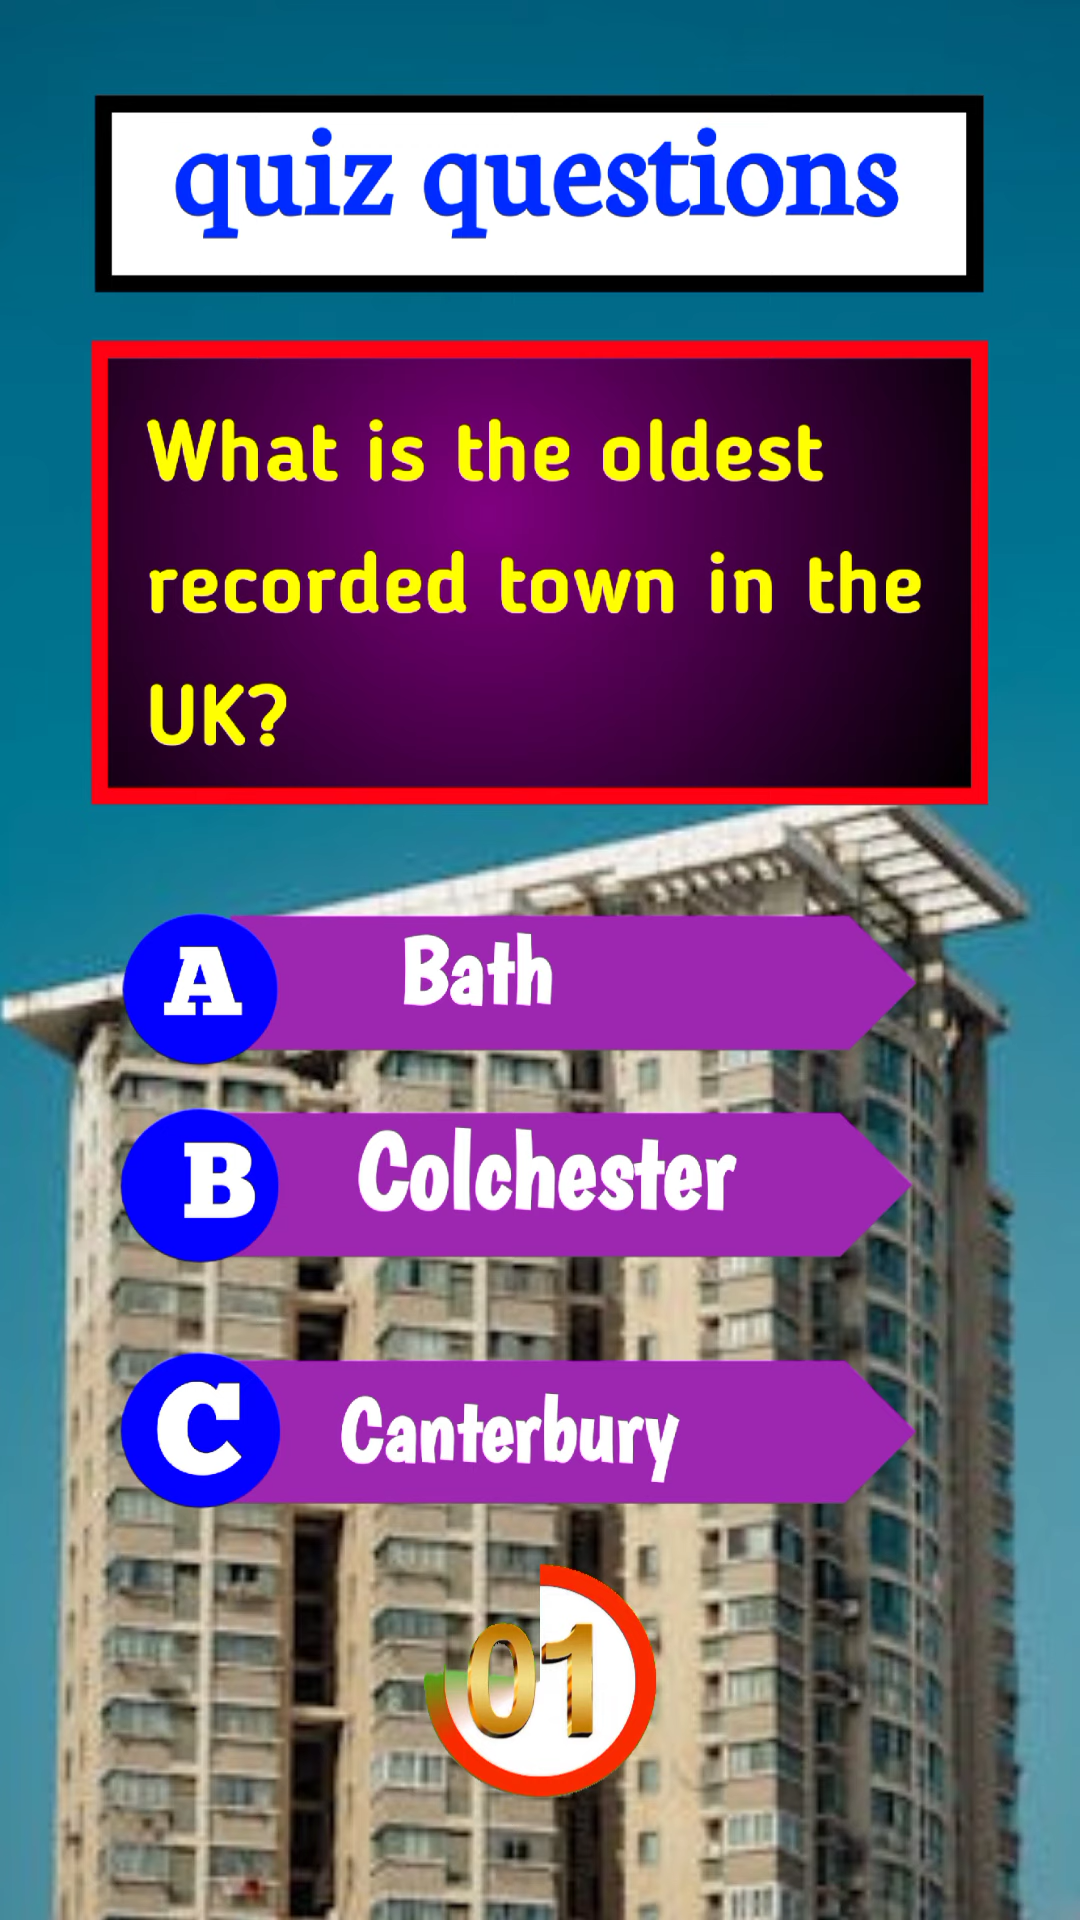 quiz questions
What is the oldest
recorded town in the
UK?
A Bath
B Colchester
C Canterbury
01